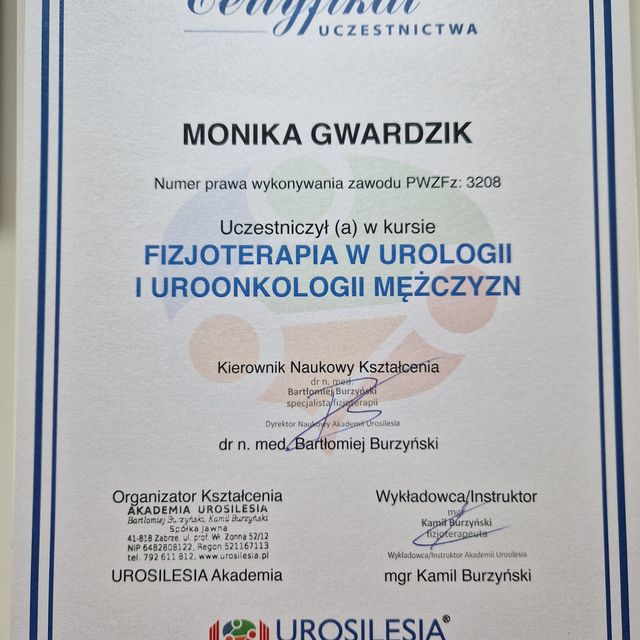 Certyfikat
UCZESTNICTWA
MONIKA GWARDZIK
Numer prawa wykonywania zawodu PWZFz: 3208
Uczestniczył (a) w kursie
FIZJOTERAPIA W UROLOGII
I UROONKOLOGII MĘŻCZYZN
Kierownik Naukowy Kształcenia
dr n. med.
Bartłomiej Burzyński
specjalista fizjoterapii
Dyrektor Naukowy Akademii Urosilesia
dr n. med. Bartłomiej Burzyński
Organizator Kształcenia
AKADEMIA UROSILESIA
Bartłomiej Burzyński, Kamil Burzyński
Spółka Jawna
41-818 Zabrze, ul. prof. Wł. Zonna 52/12
NIP 6482808122, Regon 521167113
tel. 792 611 812, www.urosilesia.pl
UROSILESIA Akademia
Wykładowca/Instruktor
mgr
Kamil Burzyński
fizjoterapeuta
Wykładowca/Instruktor Akademii Urosilesia
mgr Kamil Burzyński
UROSILESIA®